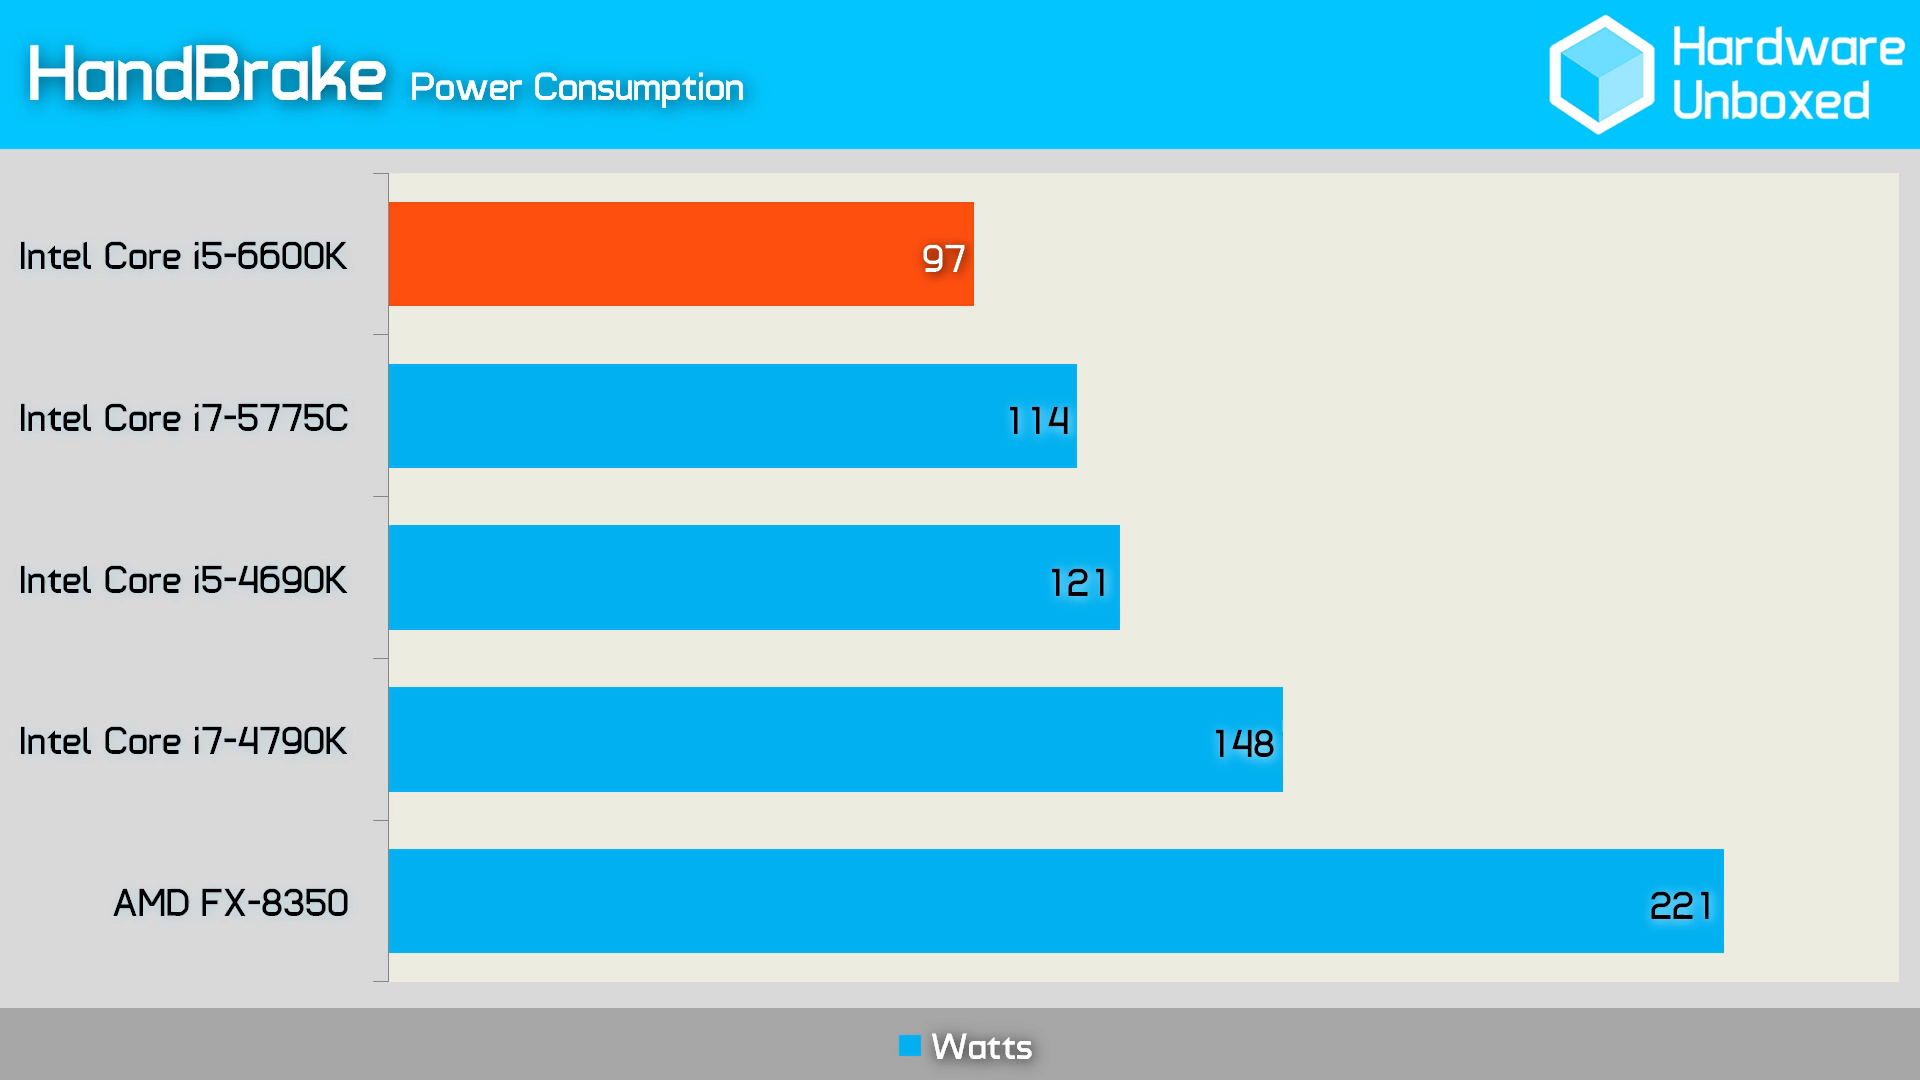 HandBrake Power Consumption
Hardware
Unboxed
Intel Core i5-6600K
97
Intel Core i7-5775C
114
Intel Core i5-4690K
121
Intel Core i7-4790K
148
AMD FX-8350
221
Watts